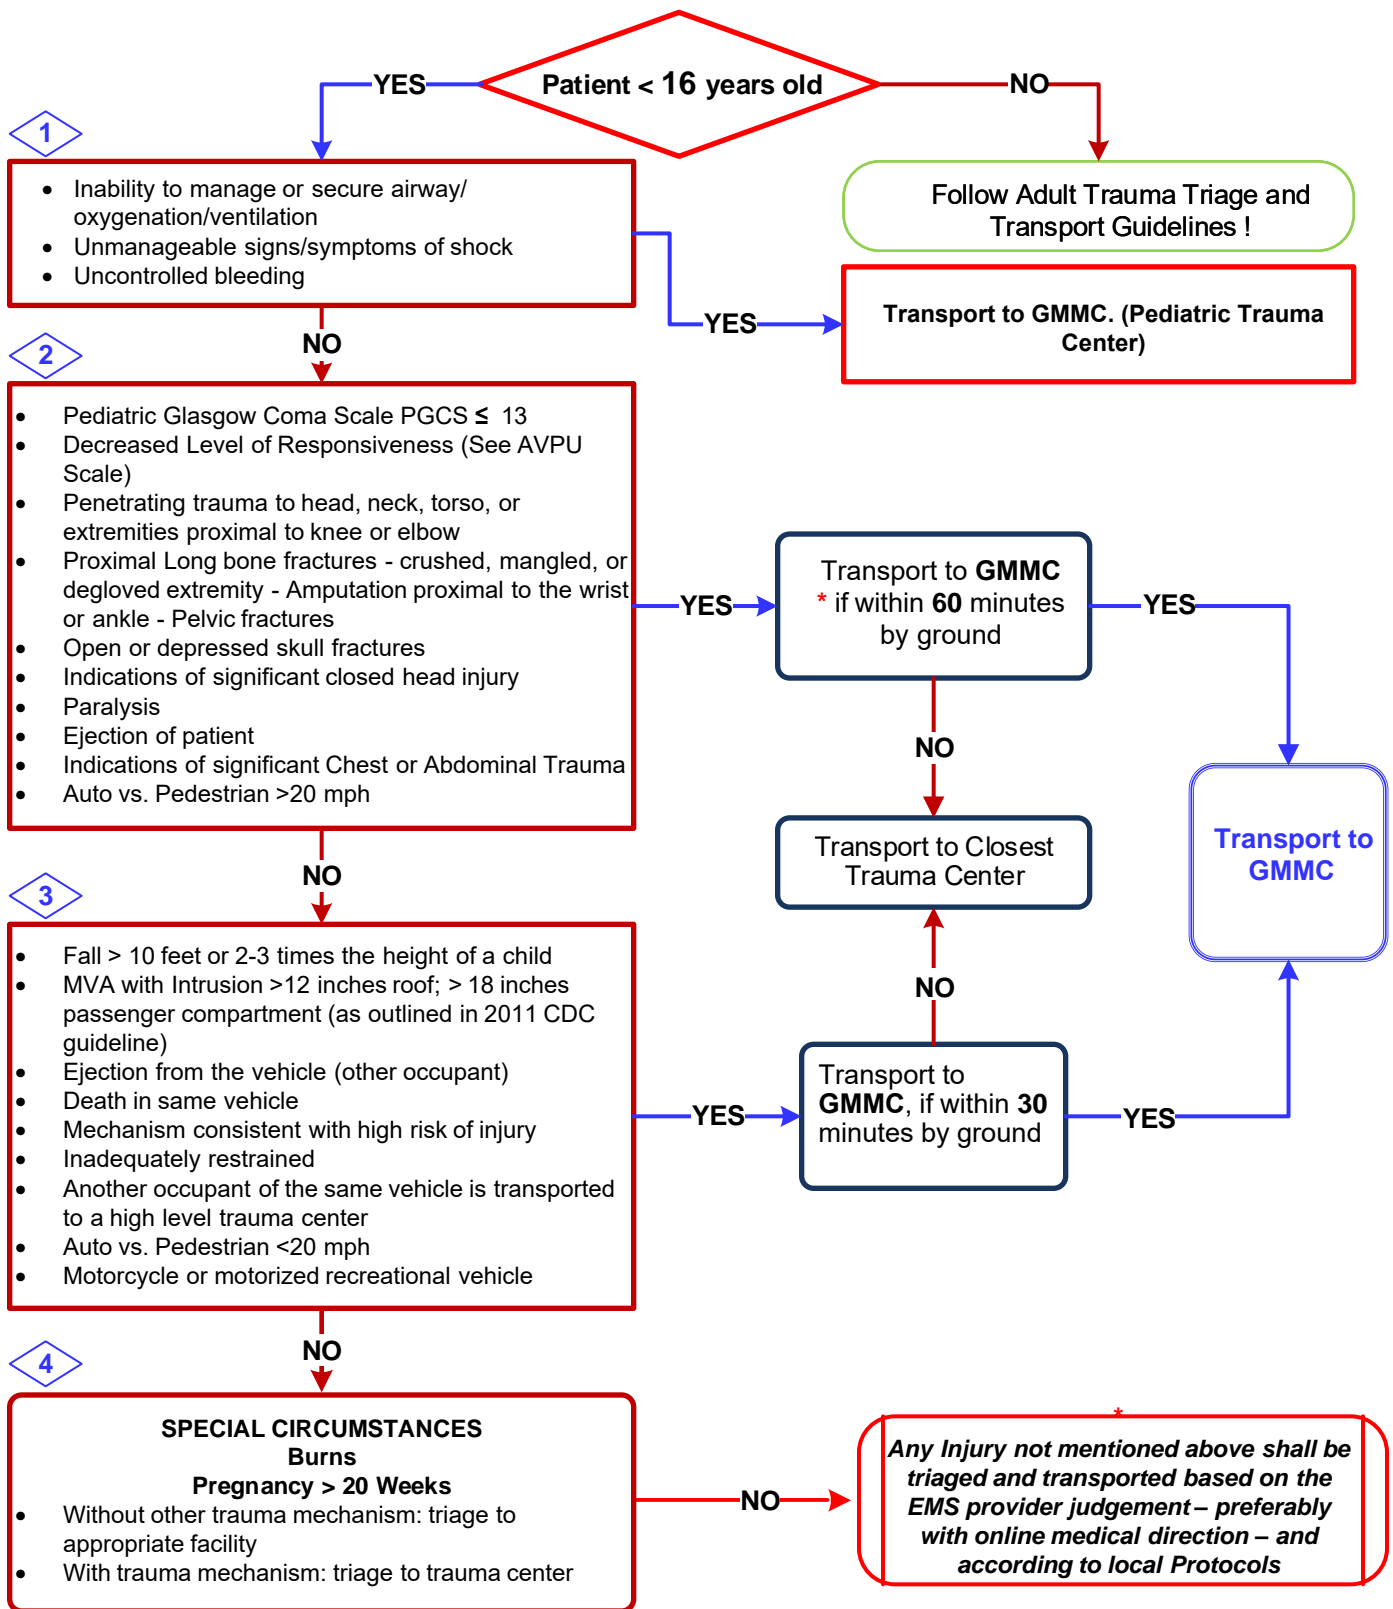 Patient < 16 years old
YES
NO
1
• Inability to manage or secure airway/
oxygenation/ventilation
• Unmanageable signs/symptoms of shock
• Uncontrolled bleeding
Follow Adult Trauma Triage and
Transport Guidelines !
YES
Transport to GMMC. (Pediatric Trauma
Center)
NO
2
• Pediatric Glasgow Coma Scale PGCS ≤ 13
• Decreased Level of Responsiveness (See AVPU
Scale)
• Penetrating trauma to head, neck, torso, or
extremities proximal to knee or elbow
• Proximal Long bone fractures - crushed, mangled, or
degloved extremity - Amputation proximal to the wrist
or ankle - Pelvic fractures
• Open or depressed skull fractures
• Indications of significant closed head injury
• Paralysis
• Ejection of patient
• Indications of significant Chest or Abdominal Trauma
• Auto vs. Pedestrian >20 mph
YES
Transport to GMMC
* if within 60 minutes
by ground
YES
NO
Transport to Closest
Trauma Center
Transport to
GMMC
NO
3
• Fall > 10 feet or 2-3 times the height of a child
• MVA with Intrusion >12 inches roof; > 18 inches
passenger compartment (as outlined in 2011 CDC
guideline)
• Ejection from the vehicle (other occupant)
• Death in same vehicle
• Mechanism consistent with high risk of injury
• Inadequately restrained
• Another occupant of the same vehicle is transported
to a high level trauma center
• Auto vs. Pedestrian <20 mph
• Motorcycle or motorized recreational vehicle
NO
YES
Transport to
GMMC, if within 30
minutes by ground
YES
NO
4
SPECIAL CIRCUMSTANCES
Burns
Pregnancy > 20 Weeks
• Without other trauma mechanism: triage to
appropriate facility
• With trauma mechanism: triage to trauma center
NO
*
Any Injury not mentioned above shall be
triaged and transported based on the
EMS provider judgement – preferably
with online medical direction – and
according to local Protocols